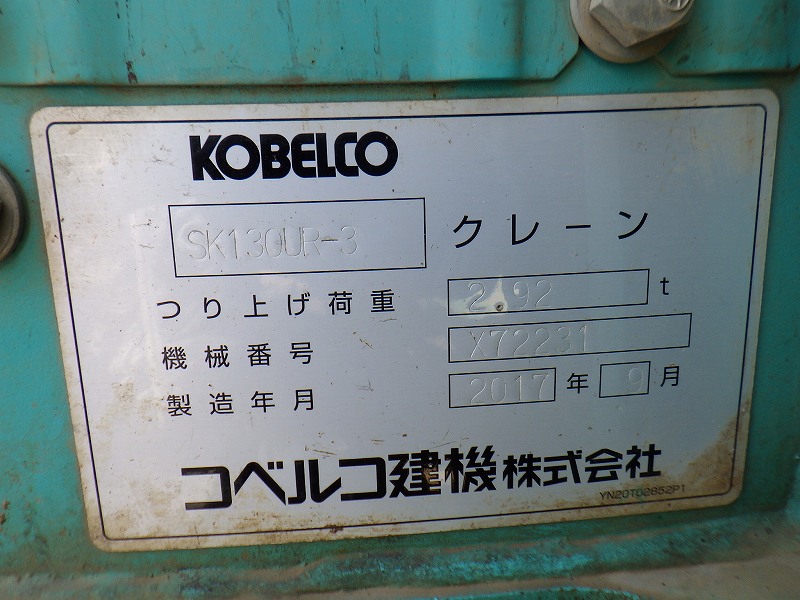 KOBELCO
SK130UR-3 クレーン
つり上げ荷重 2.92 t
機械番号 X72231
製造年月 2017 年 9 月
コベルコ建機株式会社
YN20T02852P1